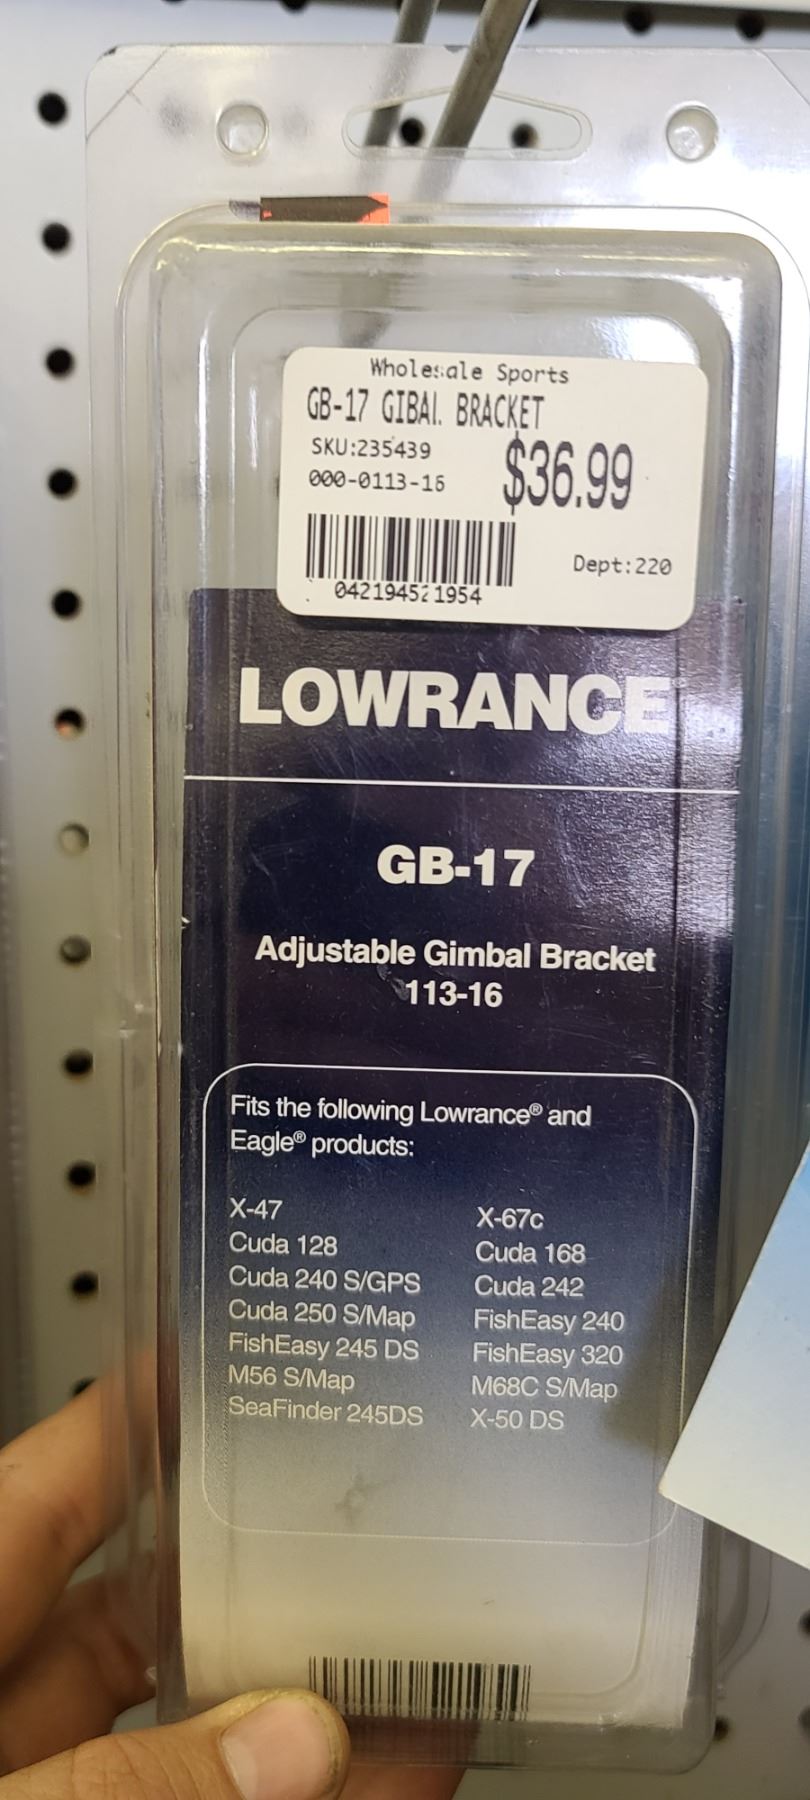 Wholesale Sports
GB-17 GIBAL BRACKET
SKU:235439
$36.99
000-0113-16
Dept:220
042194521954
LOWRANCE
GB-17
Adjustable Gimbal Bracket
113-16
Fits the following Lowrance® and
Eagle® products:
X-47
Cuda 128
Cuda 240 S/GPS
Cuda 250 S/Map
FishEasy 245 DS
M56 S/Map
SeaFinder 245DS
X-67c
Cuda 168
Cuda 242
FishEasy 240
FishEasy 320
M68C S/Map
X-50 DS